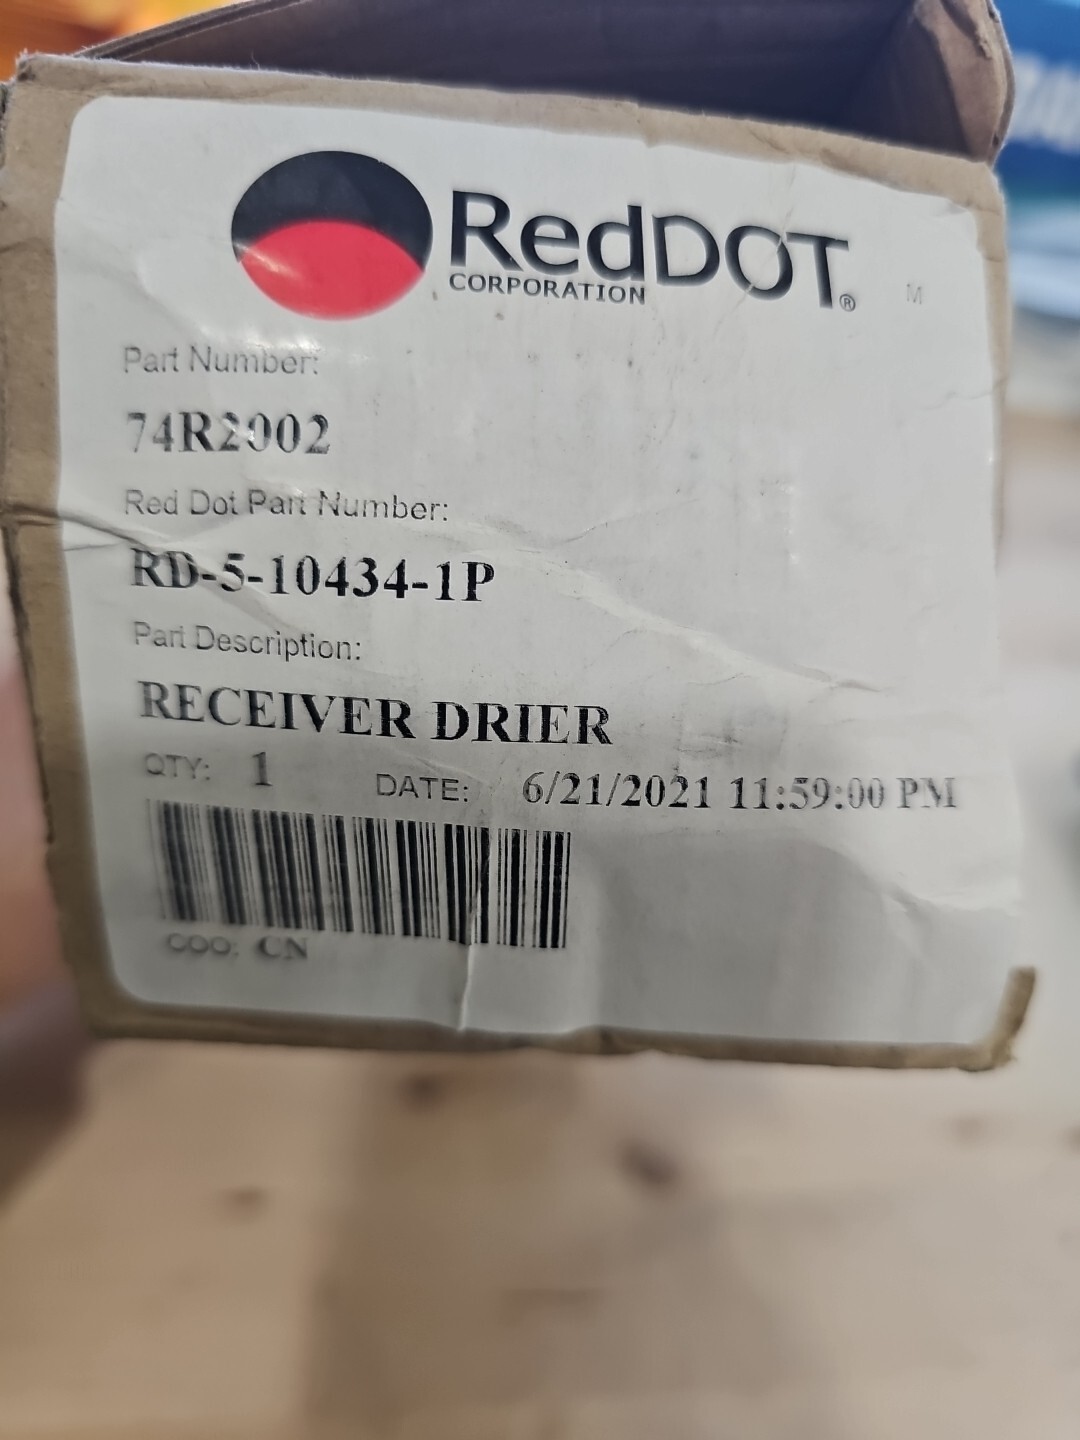 RedDOT®
CORPORATION
M
Part Number:
74R2002
Red Dot Part Number:
RD-5-10434-1P
Part Description:
RECEIVER DRIER
QTY: 1 DATE: 6/21/2021 11:59:00 PM
COO: CN